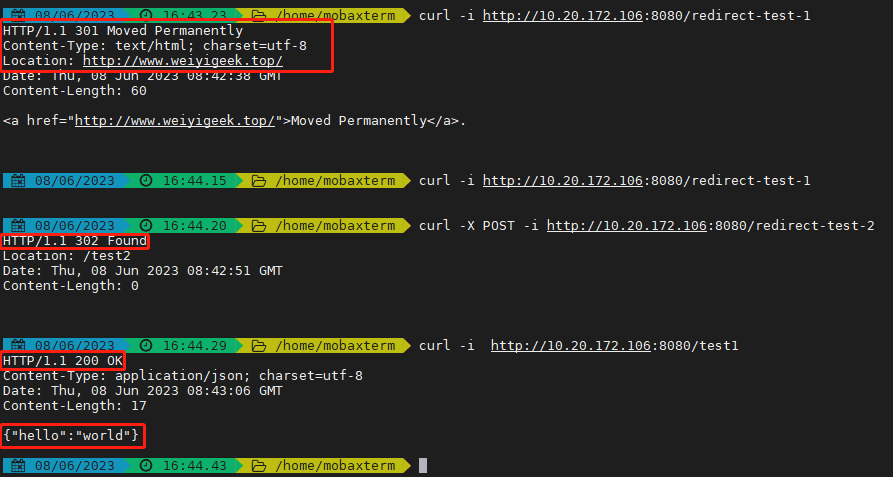 08/06/2023 16:43.23 /home/mobaxterm curl -i http://10.20.172.106:8080/redirect-test-1
HTTP/1.1 301 Moved Permanently
Content-Type: text/html; charset=utf-8
Location: http://www.weiyigeek.top/
Date: Thu, 08 Jun 2023 08:42:38 GMT
Content-Length: 60
<a href="http://www.weiyigeek.top/">Moved Permanently</a>.
08/06/2023 16:44.15 /home/mobaxterm curl -i http://10.20.172.106:8080/redirect-test-1
08/06/2023 16:44.20 /home/mobaxterm curl -X POST -i http://10.20.172.106:8080/redirect-test-2
HTTP/1.1 302 Found
Location: /test2
Date: Thu, 08 Jun 2023 08:42:51 GMT
Content-Length: 0
08/06/2023 16:44.29 /home/mobaxterm curl -i  http://10.20.172.106:8080/test1
HTTP/1.1 200 OK
Content-Type: application/json; charset=utf-8
Date: Thu, 08 Jun 2023 08:43:06 GMT
Content-Length: 17
{"hello":"world"}
08/06/2023 16:44.43 /home/mobaxterm